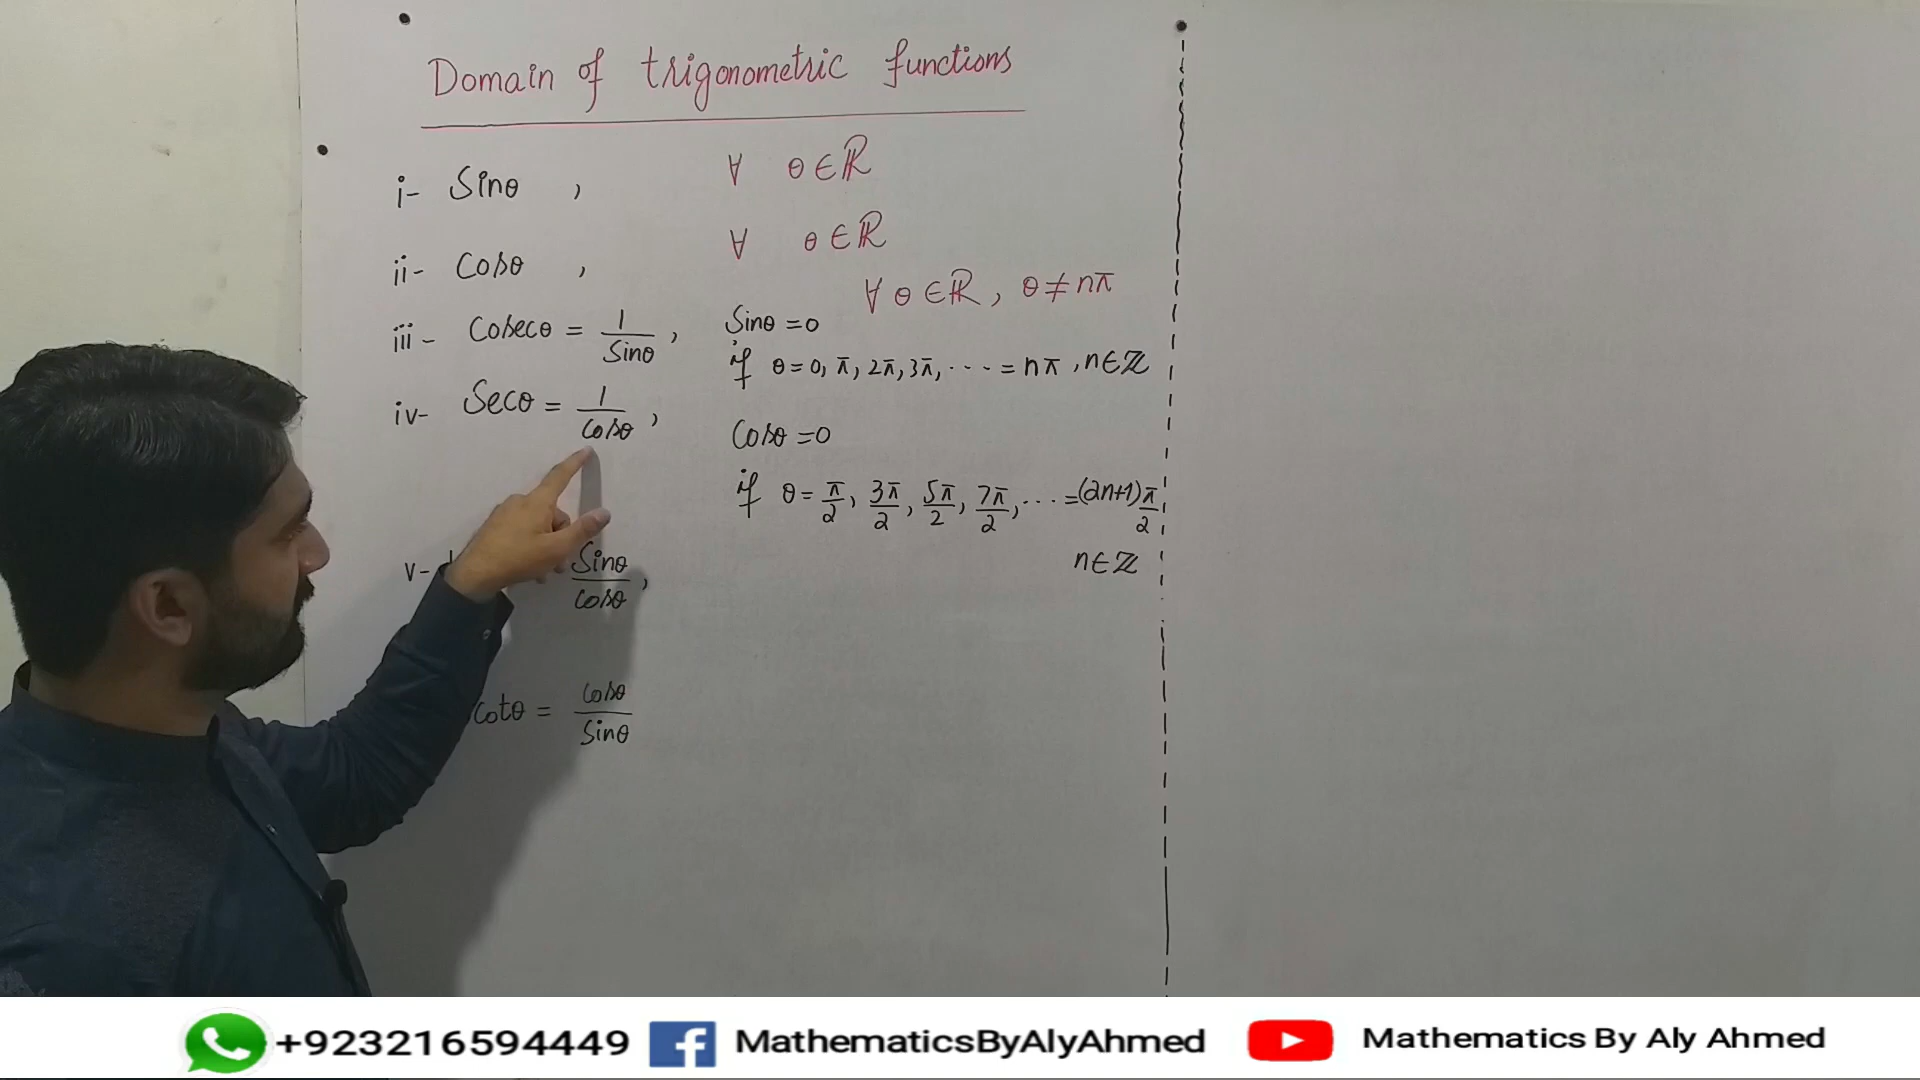 Domain of trigonometric functions
i- Sinθ , ∀ θ∈ℝ
ii- Cosθ , ∀ θ∈ℝ
∀ θ∈ℝ, θ≠nπ
iii- Cosecθ = 1/Sinθ , Sinθ=0
if θ=0, π, 2π, 3π, ... = nπ, n∈ℤ
iv- Secθ = 1/Cosθ , Cosθ=0
if θ = π/2, 3π/2, 5π/2, 7π/2, ... = (2n+1)π/2
n∈ℤ
v- Sinθ/Cosθ ,
Cotθ = Cosθ/Sinθ
+923216594449 MathematicsByAlyAhmed Mathematics By Aly Ahmed